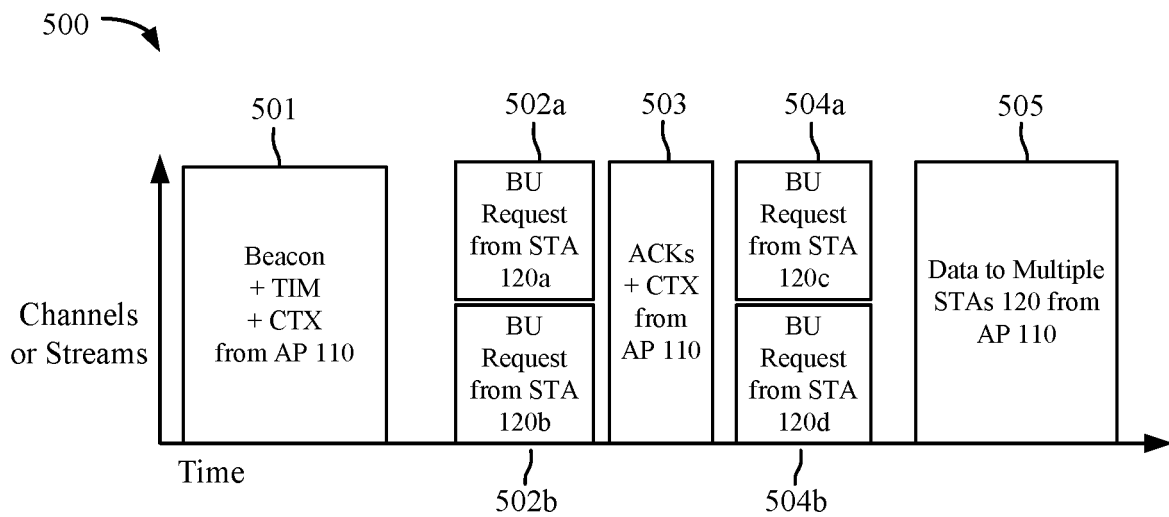 500
501
502a
503
504a
505
Channels
or Streams
Beacon
+ TIM
+ CTX
from AP 110
BU
Request
from STA
120a
BU
Request
from STA
120b
ACKs
+ CTX
from
AP 110
BU
Request
from STA
120c
BU
Request
from STA
120d
Data to Multiple
STAs 120 from
AP 110
Time
502b
504b